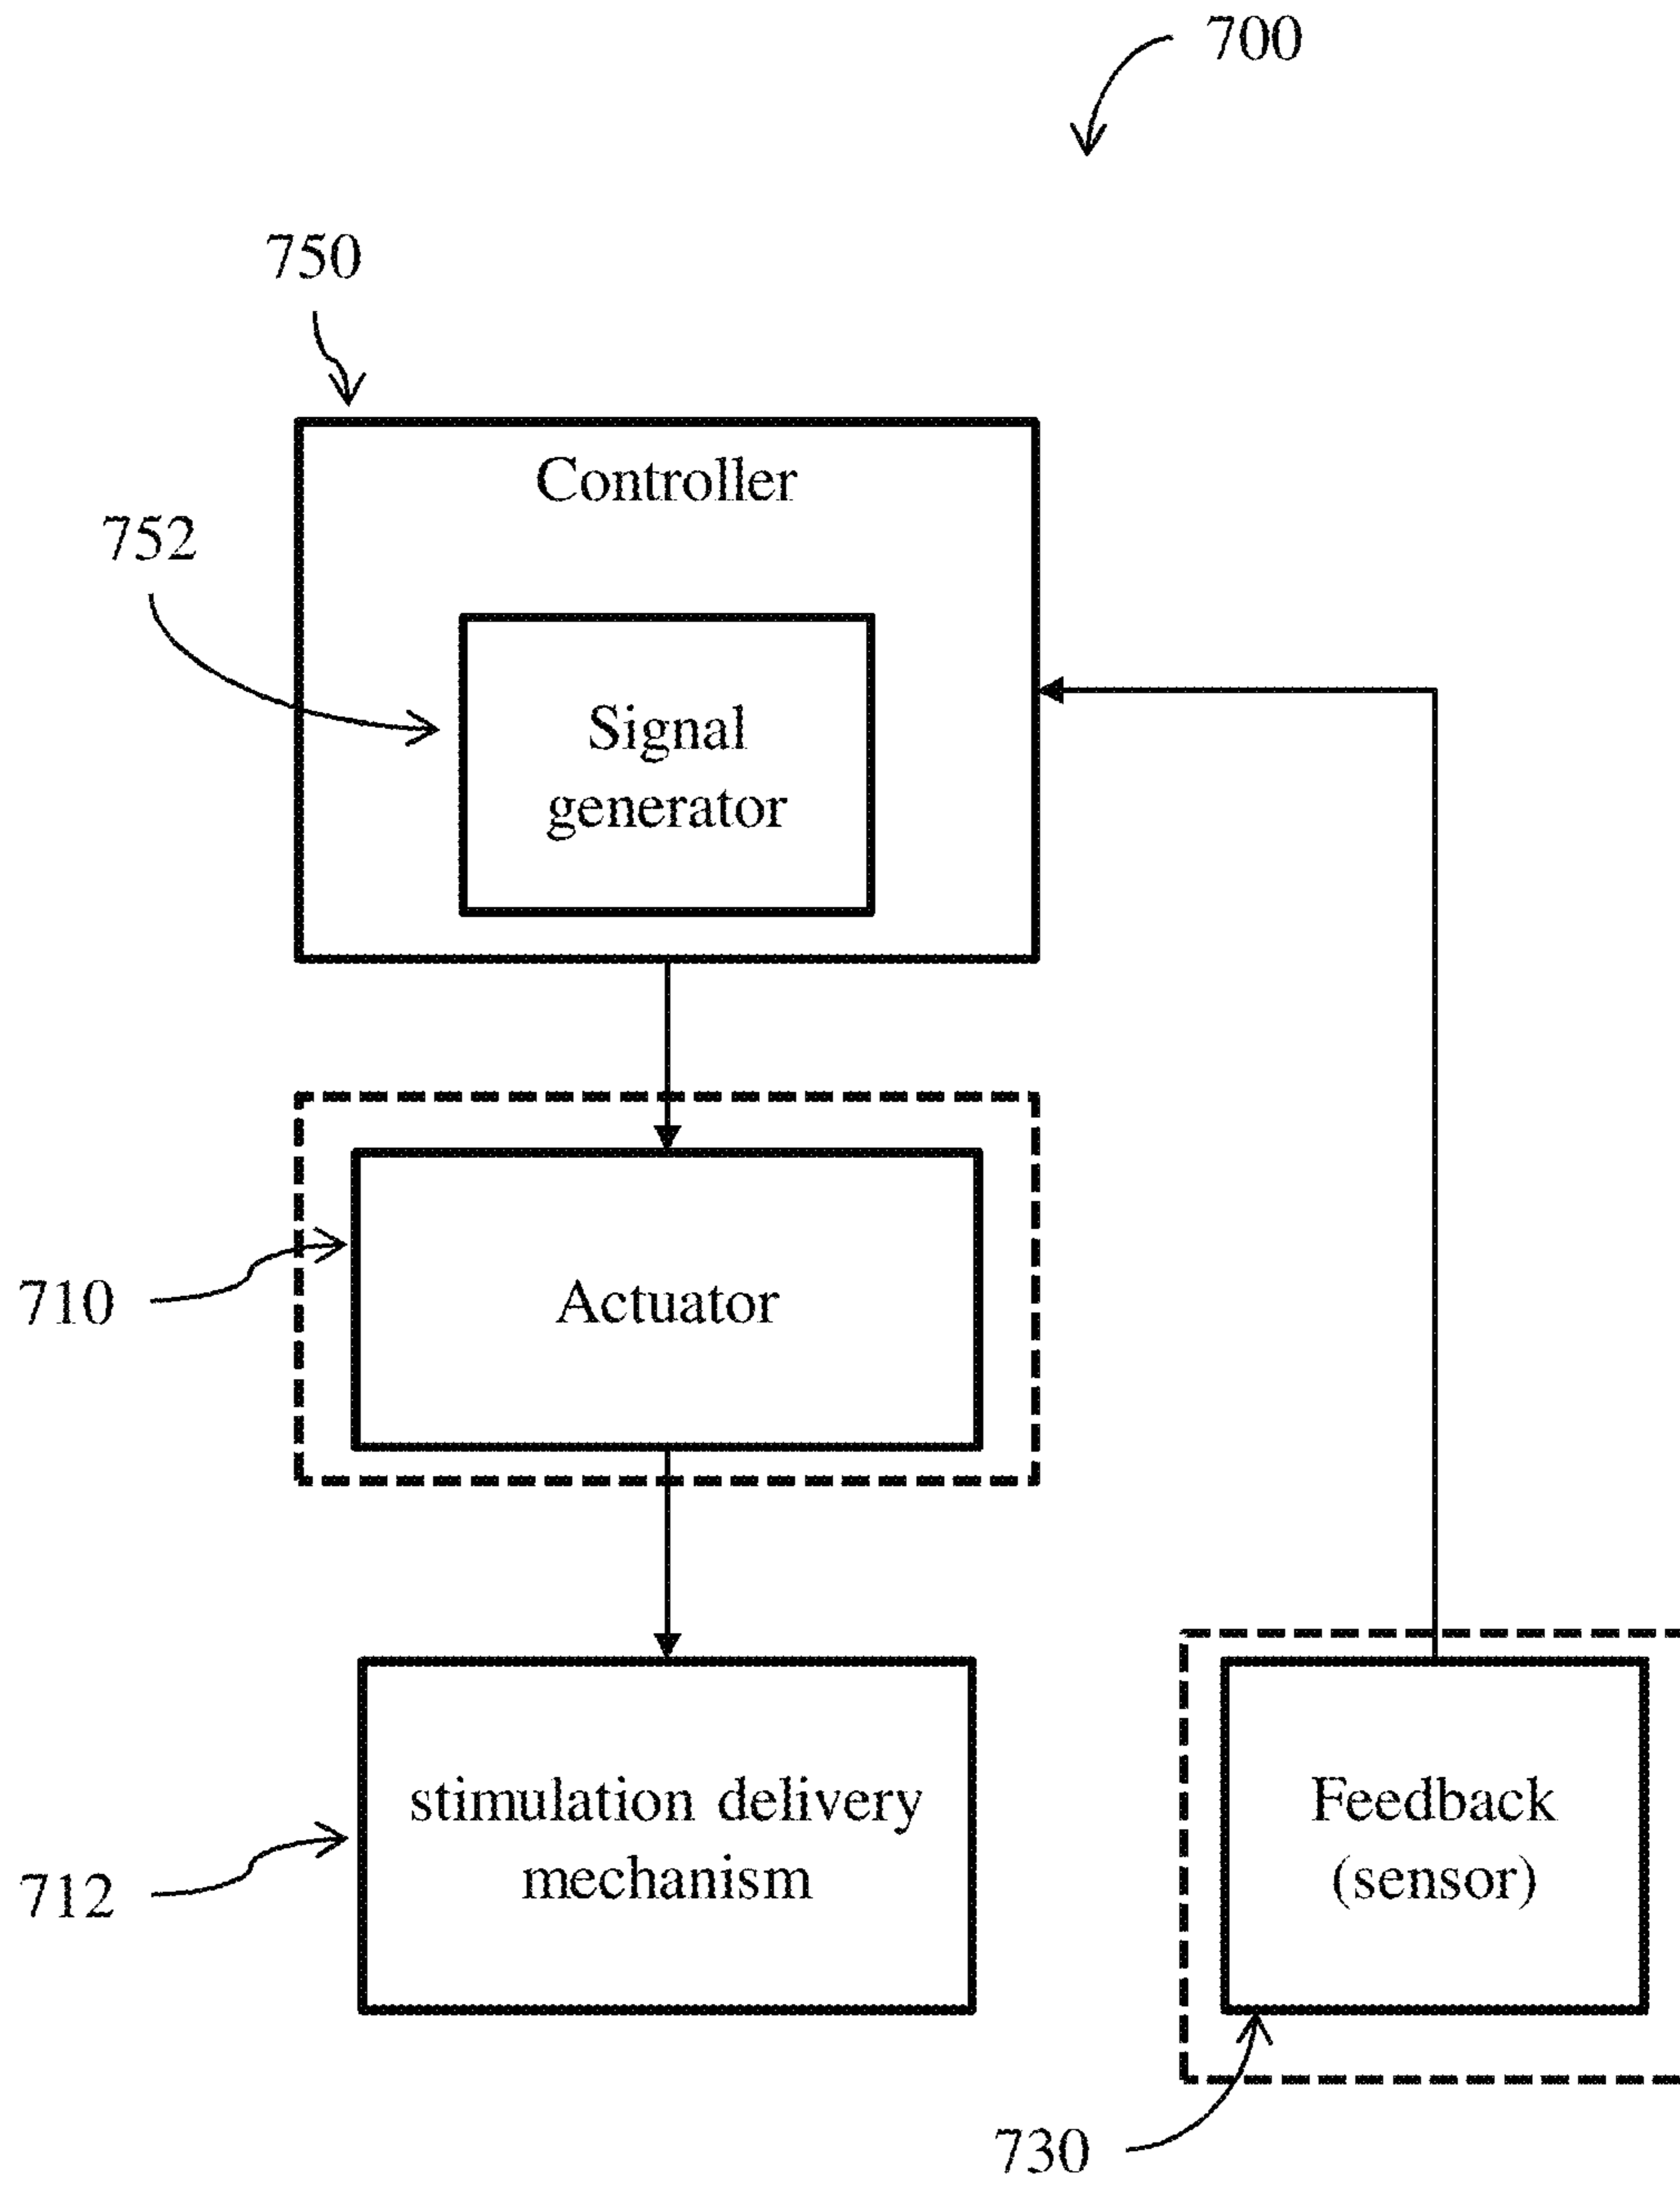 700
750
Controller
752
Signal
generator
710
Actuator
712
stimulation delivery
mechanism
Feedback
(sensor)
730